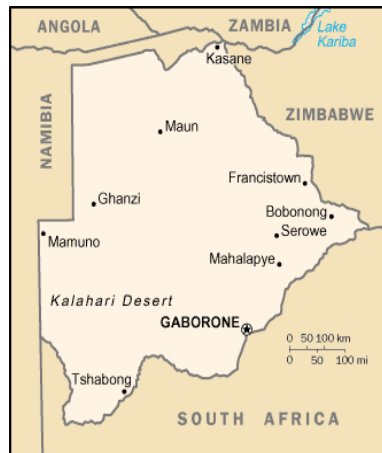 ANGOLA
ZAMBIA
Lake
Kariba
Kasane
ZIMBABWE
NAMIBIA
Maun
Francistown
Ghanzi
Bobonong
Serowe
Mamuno
Mahalapye
Kalahari Desert
GABORONE
0 50 100 km
0 50 100 mi
Tshabong
SOUTH AFRICA